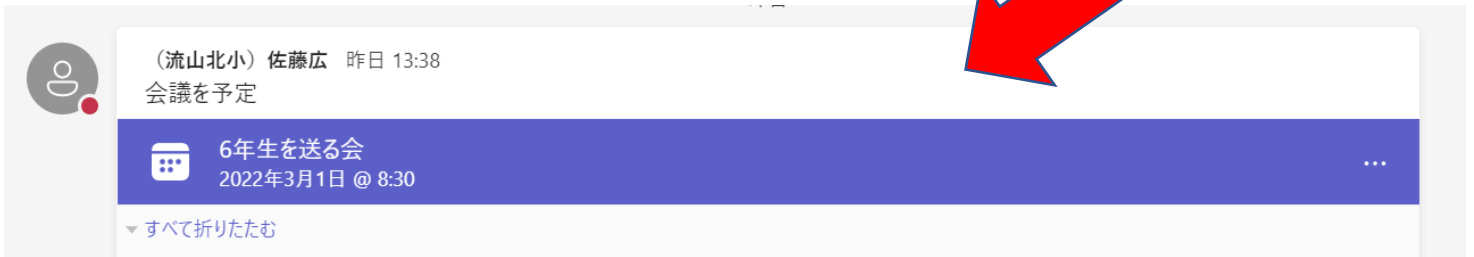 （流山北小）佐藤広 昨日 13:38
会議を予定
6年生を送る会
2022年3月1日 @ 8:30
…
すべて折りたたむ